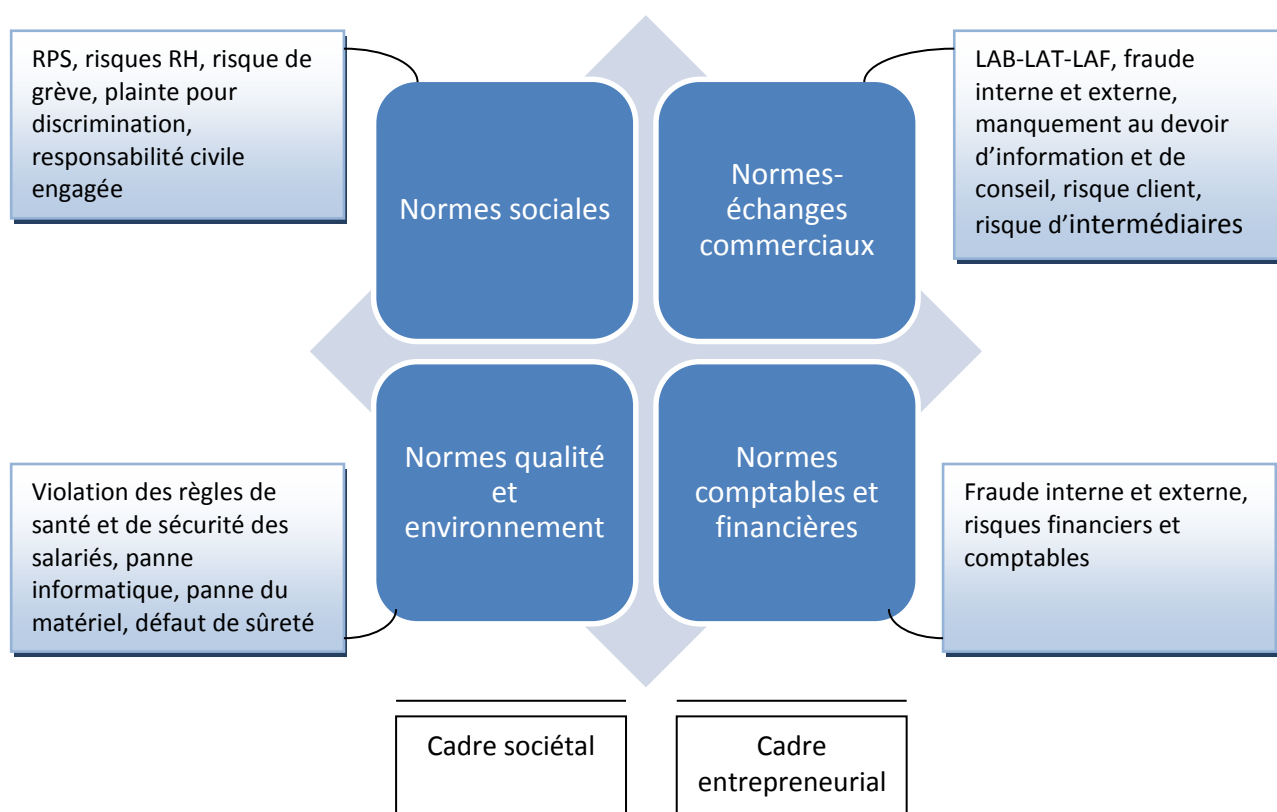 RPS, risques RH, risque de
grève, plainte pour
discrimination,
responsabilité civile
engagée
LAB-LAT-LAF, fraude
interne et externe,
manquement au devoir
d’information et de
conseil, risque client,
risque d’intermédiaires
Normes sociales
Normes-
échanges
commerciaux
Normes qualité
et
environnement
Normes
comptables et
financières
Violation des règles de
santé et de sécurité des
salariés, panne
informatique, panne du
matériel, défaut de sûreté
Fraude interne et externe,
risques financiers et
comptables
Cadre sociétal
Cadre
entrepreneurial